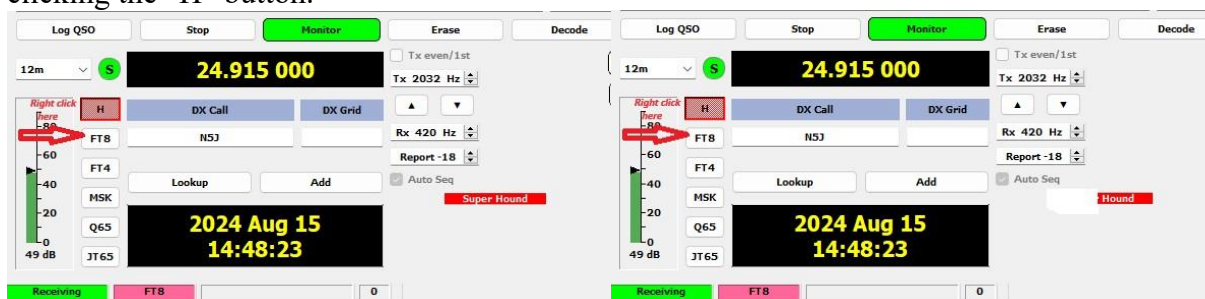 clicking the "H" button.
Log QSO Stop Monitor Erase Decode
12m S 24.915 000 Tx even/1st
Tx 2032 Hz
Right click here H DX Call DX Grid
-80 FT8 N5J Rx 420 Hz
-60 Report -18
FT4 Lookup Add Auto Seq
-40
MSK Super Hound
-20 Q65 2024 Aug 15
-0 14:48:23
49 dB JT65
Receiving FT8 0
Log QSO Stop Monitor Erase Decode
12m S 24.915 000 Tx even/1st
Tx 2032 Hz
Right click here H DX Call DX Grid
-80 FT8 N5J Rx 420 Hz
-60 Report -18
FT4 Lookup Add Auto Seq
-40
MSK Hound
-20 Q65 2024 Aug 15
-0 14:48:23
49 dB JT65
Receiving FT8 0